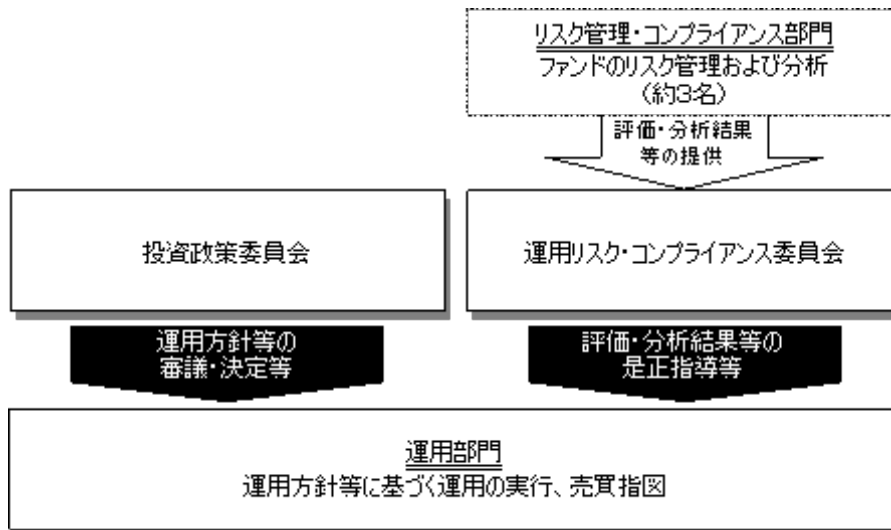 リスク管理・コンプライアンス部門
ファンドのリスク管理および分析
（約３名）
評価・分析結果
等の提供
投資政策委員会
運用リスク・コンプライアンス委員会
運用方針等の
審議・決定等
評価・分析結果等の
是正指導等
運用部門
運用方針等に基づく運用の実行、売買指図